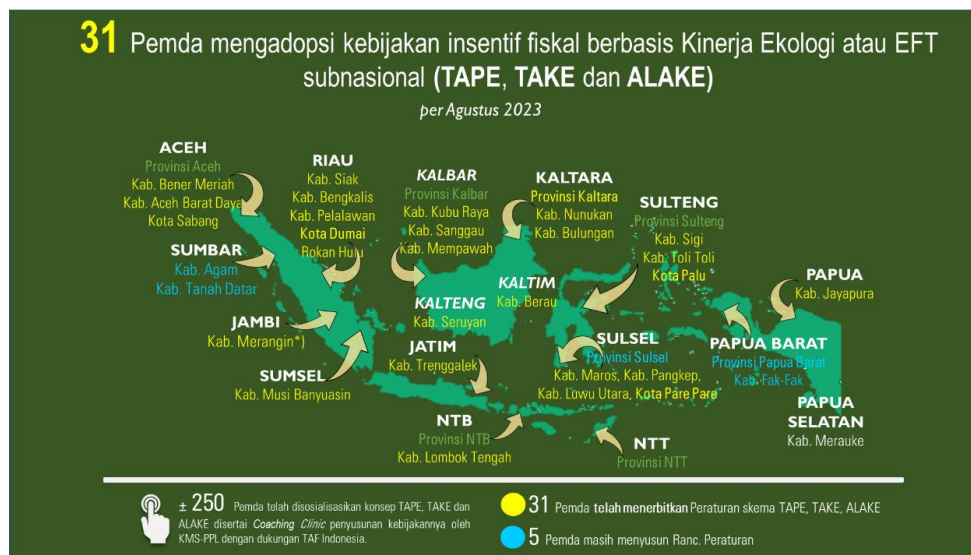 31 Pemda mengadopsi kebijakan insentif fiskal berbasis Kinerja Ekologi atau EFT
subnasional (TAPE, TAKE dan ALAKE)
per Agustus 2023
ACEH
Provinsi Aceh
Kab. Bener Meriah
Kab. Aceh Barat Daya
Kota Sabang
RIAU
Kab. Siak
Kab. Bengkalis
Kab. Pelalawan
Kota Dumai
Rokan Hulu
KALBAR
Provinsi Kalbar
Kab. Kubu Raya
Kab. Sanggau
Kab. Mempawah
KALTARA
Provinsi Kaltara
Kab. Nunukan
Kab. Bulungan
SULTENG
Provinsi Sulteng
Kab. Sigi
Kab. Toli Toli
Kota Palu
PAPUA
Kab. Jayapura
SUMBAR
Kab. Agam
Kab. Tanah Datar
KALTENG
Kab. Seruyan
KALTIM
Kab. Berau
JAMBI
Kab. Merangin*)
SUMSEL
Kab. Musi Banyuasin
JATIM
Kab. Trenggalek
SULSEL
Provinsi Sulsel
Kab. Maros, Kab. Pangkep,
Kab. Luwu Utara, Kota Pare Pare
PAPUA BARAT
Provinsi Papua Barat
Kab. Fak-Fak
PAPUA
SELATAN
Kab. Merauke
NTB
Provinsi NTB
Kab. Lombok Tengah
NTT
Provinsi NTT
± 250 Pemda telah disosialisasikan konsep TAPE, TAKE dan
ALAKE disertai Coaching Clinic penyusunan kebijakannya oleh
KMS-PPL dengan dukungan TAF Indonesia.
31 Pemda telah menerbitkan Peraturan skema TAPE, TAKE, ALAKE
5 Pemda masih menyusun Ranc. Peraturan